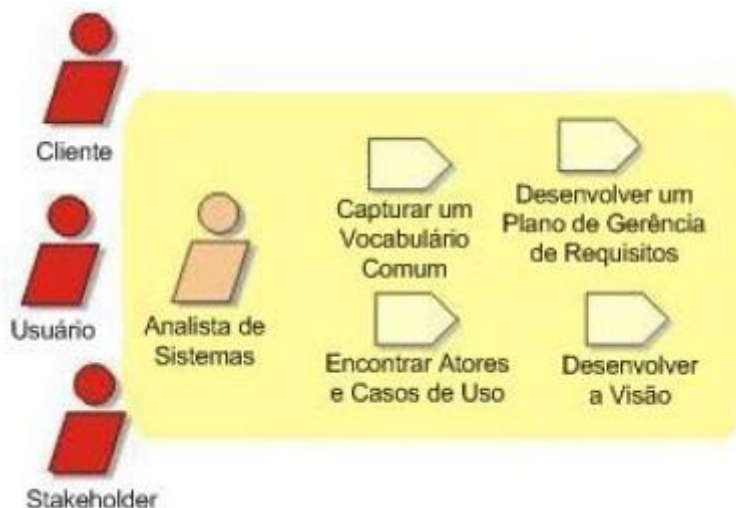 Cliente
Capturar um
Vocabulário
Comum
Desenvolver um
Plano de Gerência
de Requisitos
Usuário
Analista de
Sistemas
Encontrar Atores
e Casos de Uso
Desenvolver
a Visão
Stakeholder